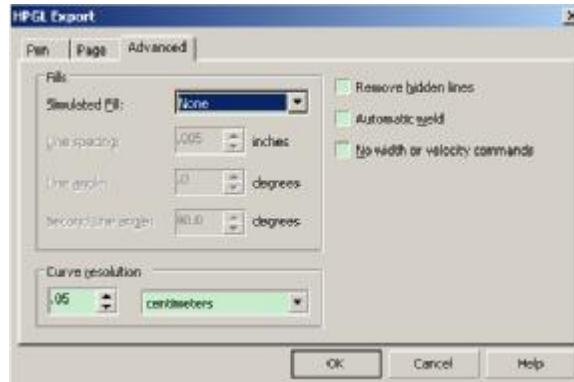 HPGL Export
Pen Page Advanced
Fills
Simulated Fill: None
Line spacing: .005 inches
Line angle: .0 degrees
Second line angle: 90.0 degrees
Remove hidden lines
Automatic weld
No width or velocity commands
Curve resolution
.05 centimeters
OK Cancel Help